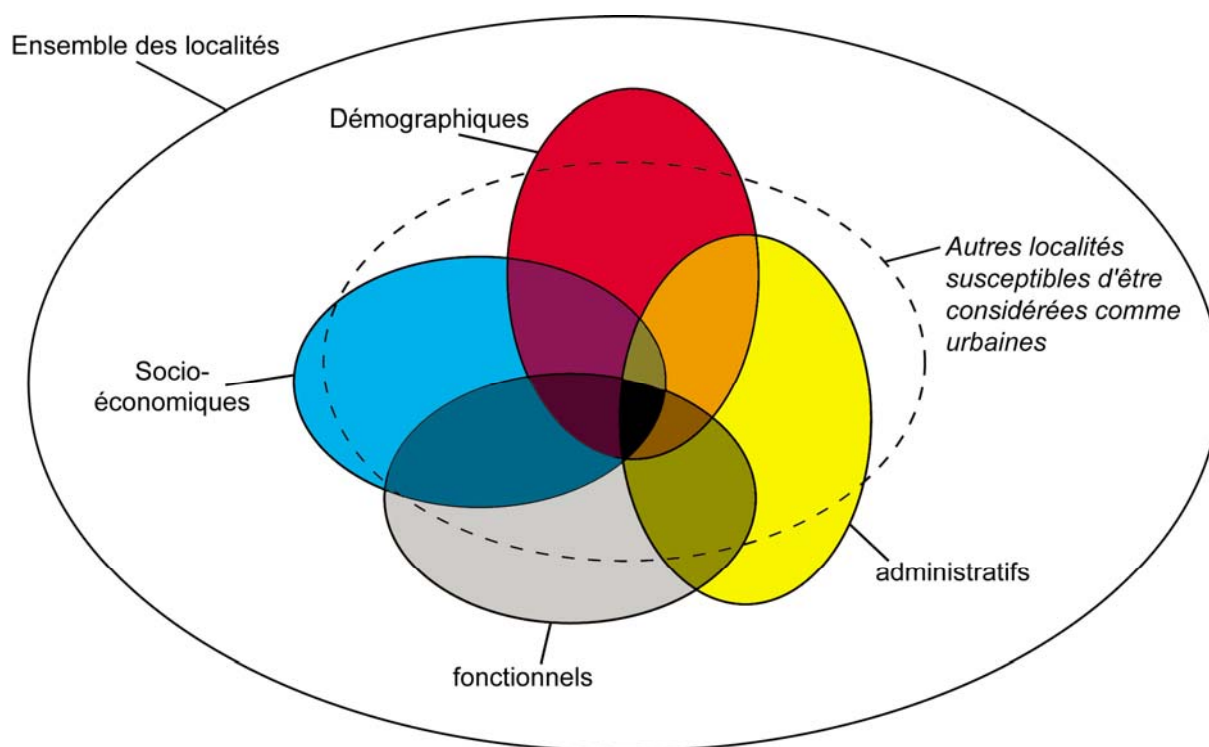 Ensemble des localités
Démographiques
Autres localités
susceptibles d'être
considérées comme
urbaines
Socio-
économiques
administratifs
fonctionnels